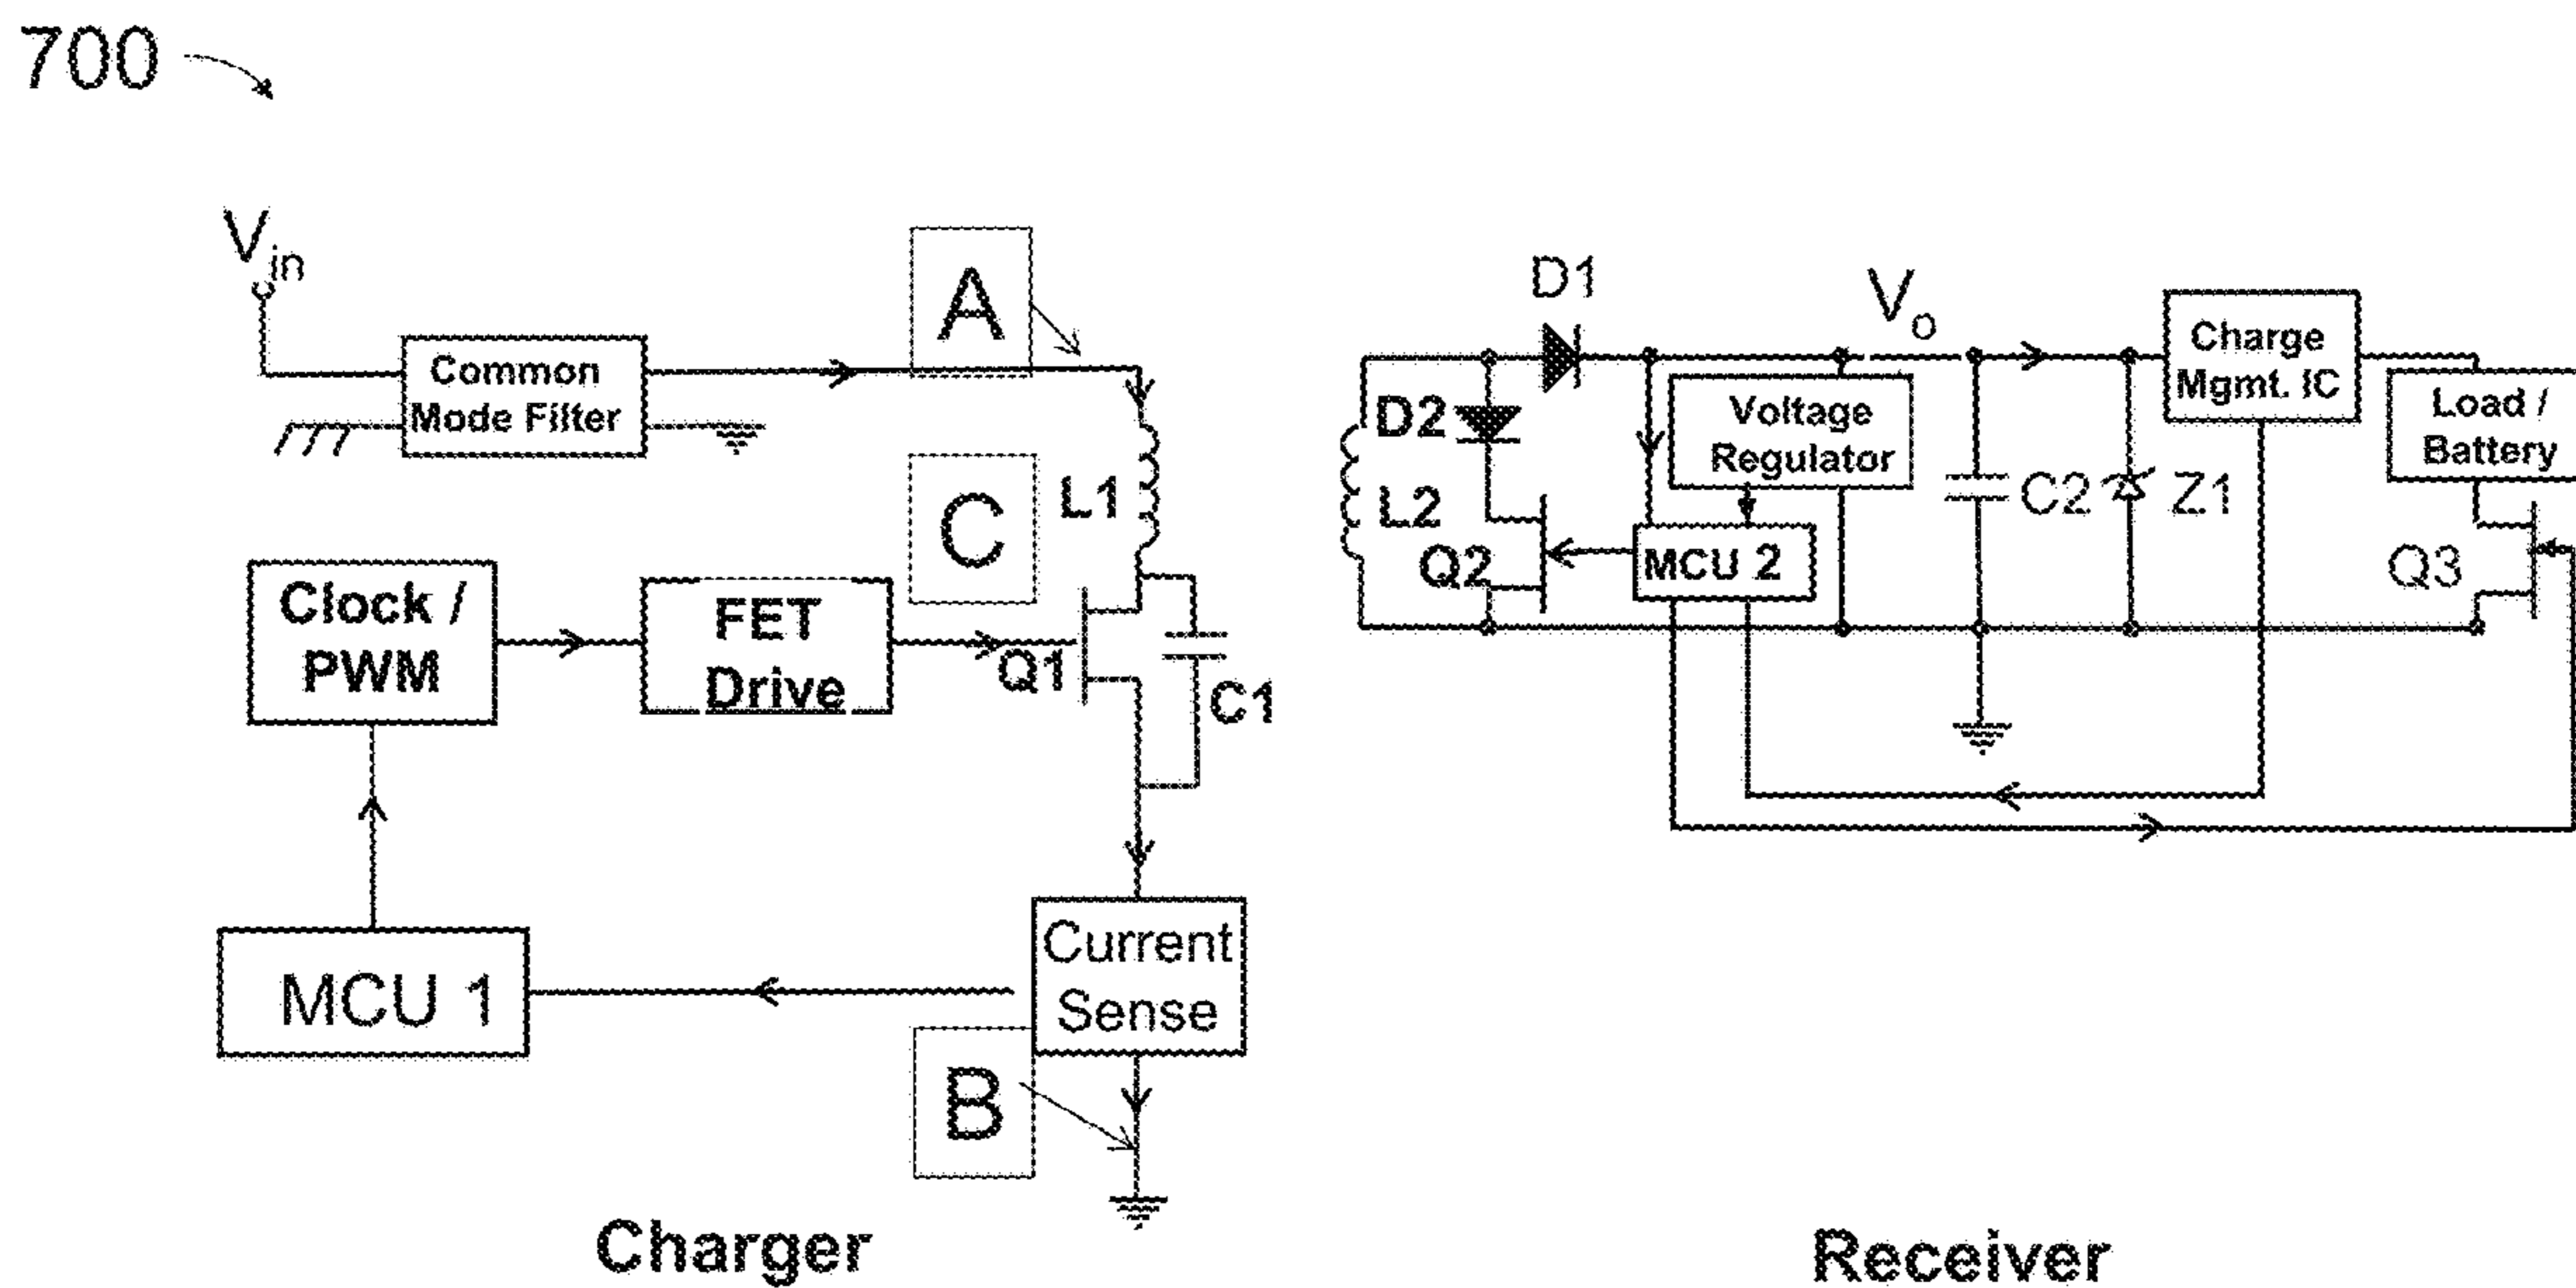 700
Vin
A
Common
Mode Filter
C
L1
Clock /
PWM
FET
Drive
Q1
C1
MCU 1
Current
Sense
B
Charger
D1
Vo
Charge
Mgmt. IC
D2
Voltage
Regulator
Load /
Battery
L2
C2
Z1
Q2
MCU 2
Q3
Receiver